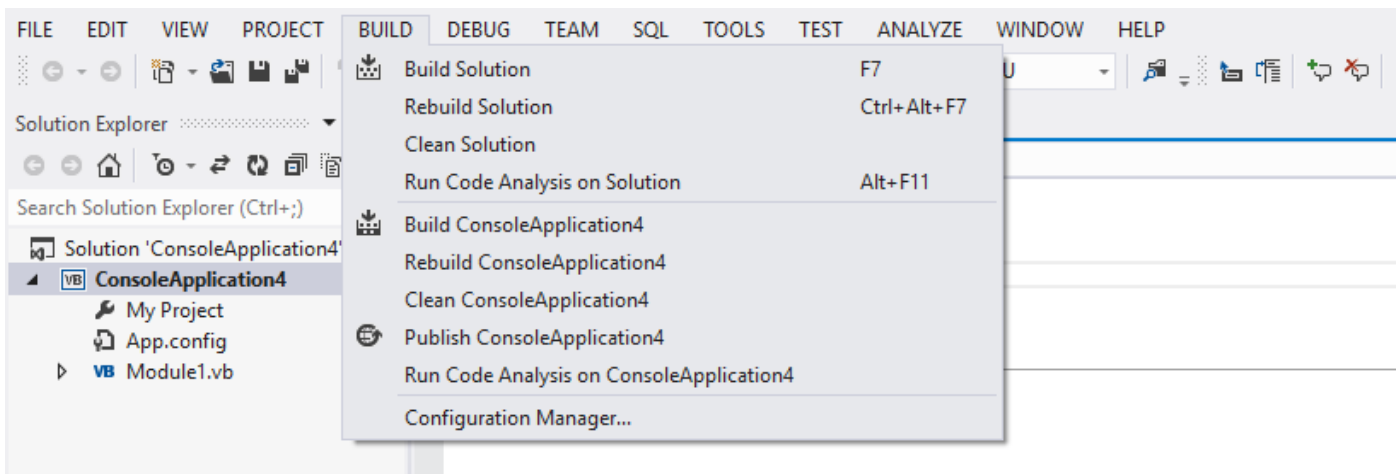 FILE EDIT VIEW PROJECT BUILD DEBUG TEAM SQL TOOLS TEST ANALYZE WINDOW HELP
Build Solution F7
Rebuild Solution Ctrl+Alt+F7
Clean Solution
Run Code Analysis on Solution Alt+F11
Build ConsoleApplication4
Rebuild ConsoleApplication4
Clean ConsoleApplication4
Publish ConsoleApplication4
Run Code Analysis on ConsoleApplication4
Configuration Manager...
U
Solution Explorer
Search Solution Explorer (Ctrl+;)
Solution 'ConsoleApplication4'
VB ConsoleApplication4
My Project
App.config
VB Module1.vb